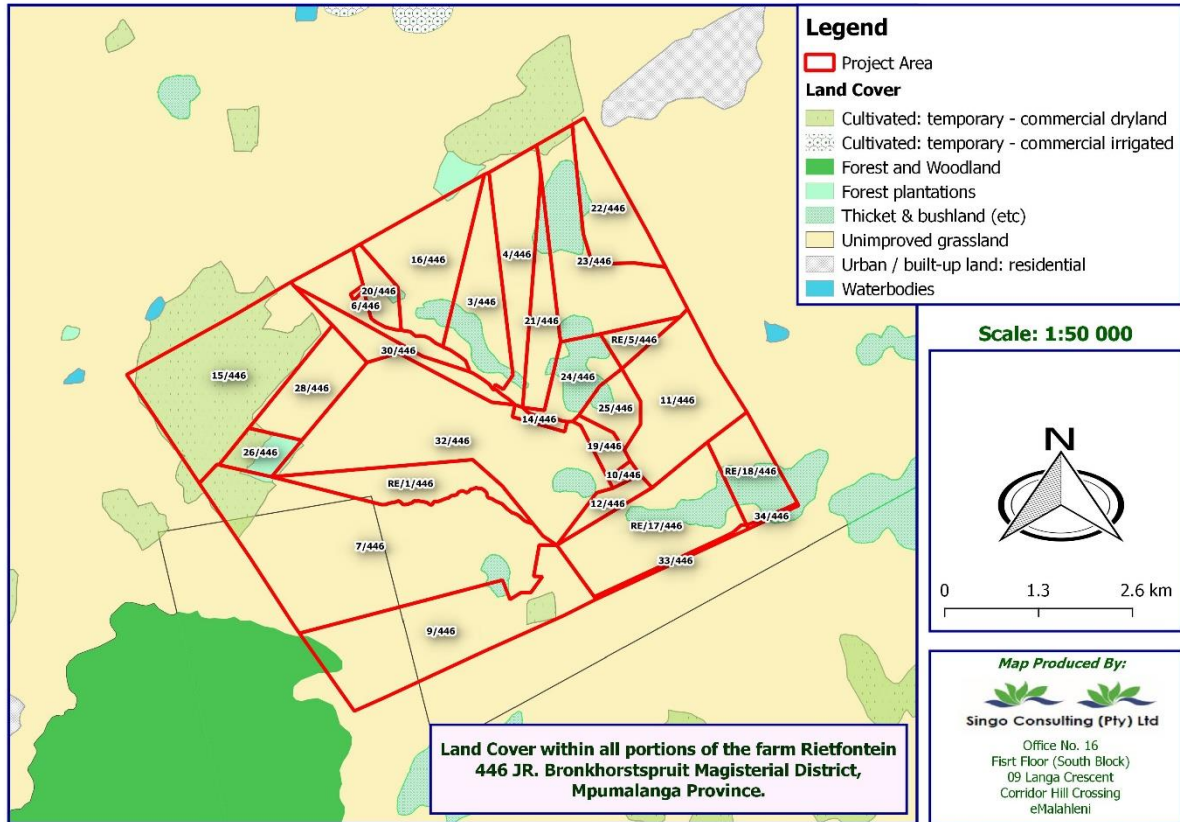 Legend
Project Area
Land Cover
Cultivated: temporary - commercial dryland
Cultivated: temporary - commercial irrigated
Forest and Woodland
Forest plantations
Thicket & bushland (etc)
Unimproved grassland
Urban / built-up land: residential
Waterbodies
22/446
4/446
16/446
23/446
20/446
6/446
3/446
21/446
RE/5/446
30/446
15/446
24/446
28/446
11/446
25/446
14/446
32/446
19/446
26/446
10/446
RE/18/446
RE/1/446
12/446
34/446
RE/17/446
7/446
33/446
9/446
Scale: 1:50 000
N
0 1.3 2.6 km
Land Cover within all portions of the farm Rietfontein
446 JR. Bronkhorstspruit Magisterial District,
Mpumalanga Province.
Map Produced By:
Singo Consulting (Pty) Ltd
Office No. 16
Fisrt Floor (South Block)
09 Langa Crescent
Corridor Hill Crossing
eMalahleni